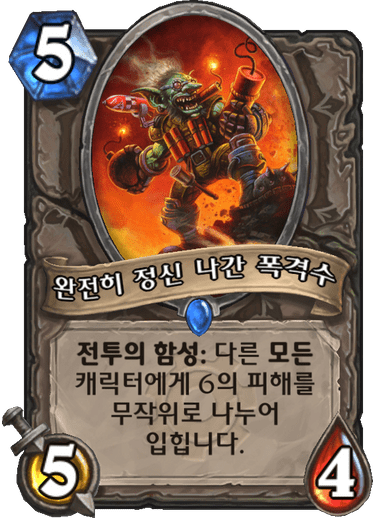 5
완전히 정신 나간 폭격수
전투의 함성: 다른 모든
캐릭터에게 6의 피해를
무작위로 나누어
입힙니다.
5
4